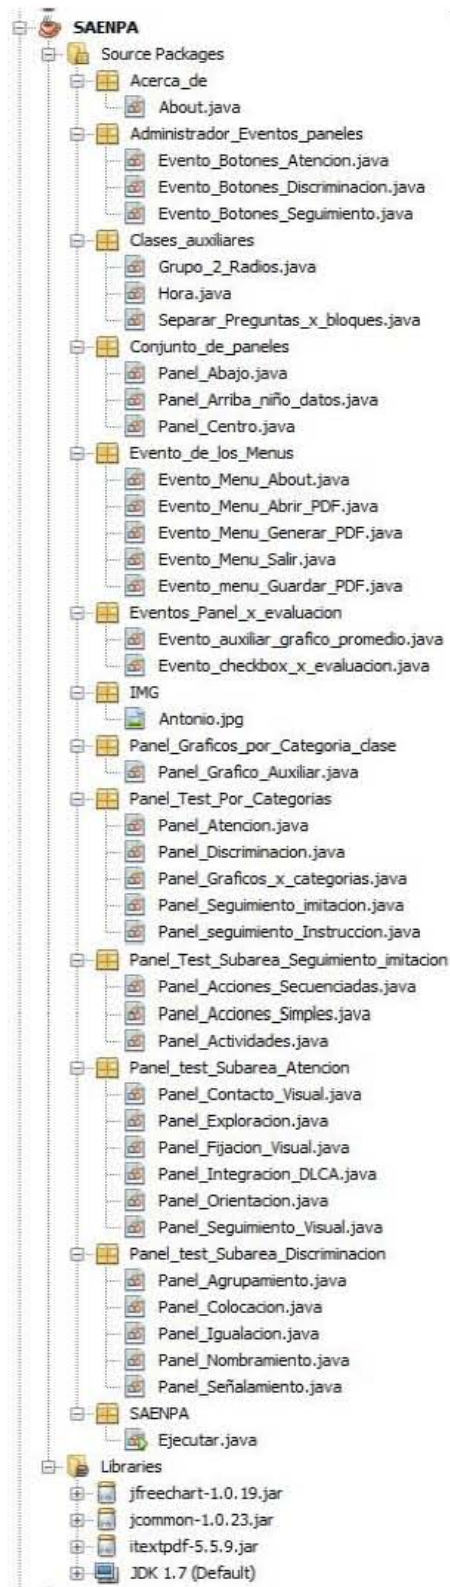 SAENPA
Source Packages
Acerca_de
About.java
Administrador_Eventos_paneles
Evento_Botones_Atencion.java
Evento_Botones_Discriminacion.java
Evento_Botones_Seguimiento.java
Clases_auxiliares
Grupo_2_Radios.java
Hora.java
Separar_Preguntas_x_bloques.java
Conjunto_de_paneles
Panel_Abajo.java
Panel_Arriba_niño_datos.java
Panel_Centro.java
Evento_de_los_Menus
Evento_Menu_About.java
Evento_Menu_Abrir_PDF.java
Evento_Menu_Generar_PDF.java
Evento_Menu_Salir.java
Evento_menu_Guardar_PDF.java
Eventos_Panel_x_evaluacion
Evento_auxiliar_grafico_promedio.java
Evento_checkbox_x_evaluacion.java
IMG
Antonio.jpg
Panel_Graficos_por_Categoria_clase
Panel_Grafico_Auxiliar.java
Panel_Test_Por_Categorias
Panel_Atencion.java
Panel_Discriminacion.java
Panel_Graficos_x_categorias.java
Panel_Seguimiento_imitacion.java
Panel_seguimiento_Instruccion.java
Panel_Test_Subarea_Seguimiento_imitacion
Panel_Acciones_Secuenciadas.java
Panel_Acciones_Simples.java
Panel_Actividades.java
Panel_test_Subarea_Atencion
Panel_Contacto_Visual.java
Panel_Exploracion.java
Panel_Fijacion_Visual.java
Panel_Integracion_DLCA.java
Panel_Orientacion.java
Panel_Seguimiento_Visual.java
Panel_test_Subarea_Discriminacion
Panel_Agrupamiento.java
Panel_Colocacion.java
Panel_Igualacion.java
Panel_Nombramiento.java
Panel_Señalamiento.java
SAENPA
Ejecutar.java
Libraries
jfreechart-1.0.19.jar
jcommon-1.0.23.jar
itextpdf-5.5.9.jar
JDK 1.7 (Default)